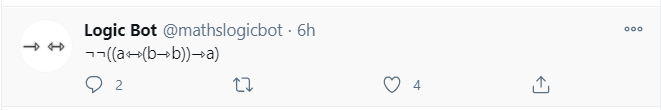 Logic Bot @mathslogicbot · 6h
¬¬((a↔(b→b))→a)
2 4